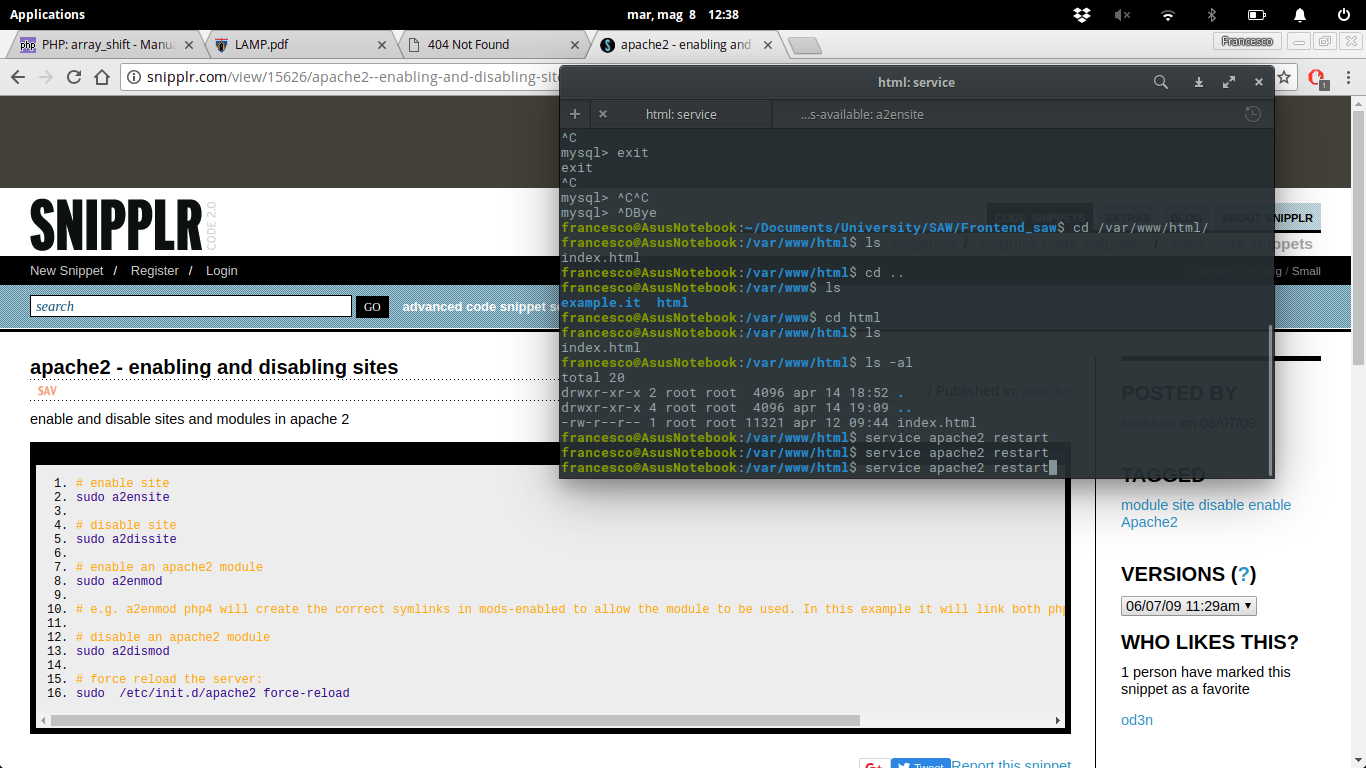 Applications
mar, mag 8 12:38
PHP: array_shift - Manu
LAMP.pdf
404 Not Found
apache2 - enabling and
Francesco
snipplr.com/view/15626/apache2--enabling-and-disabling-site
1
html: service
html: service
...s-available: a2ensite
^C
mysql> exit
exit
^C
mysql> ^C^C
mysql> ^DBye
francesco@AsusNotebook:~/Documents/University/SAW/Frontend_saw$ cd /var/www/html/
francesco@AsusNotebook:/var/www/html$ ls
index.html
francesco@AsusNotebook:/var/www/html$ cd ..
francesco@AsusNotebook:/var/www$ ls
example.it html
francesco@AsusNotebook:/var/www$ cd html
francesco@AsusNotebook:/var/www/html$ ls
index.html
francesco@AsusNotebook:/var/www/html$ ls -al
total 20
drwxr-xr-x 2 root root 4096 apr 14 18:52 .
drwxr-xr-x 4 root root 4096 apr 14 19:09 ..
-rw-r--r-- 1 root root 11321 apr 12 09:44 index.html
francesco@AsusNotebook:/var/www/html$ service apache2 restart
francesco@AsusNotebook:/var/www/html$ service apache2 restart
francesco@AsusNotebook:/var/www/html$ service apache2 restart
SNIPPLR
CODE 2.0
CODE SNIPPETS EXTRAS BLOG ABOUT SNIPPLR
New Snippet / Register / Login
/ Small
search
GO
advanced code snippet se
apache2 - enabling and disabling sites
SAV
/ Published in: Apache
enable and disable sites and modules in apache 2
1. # enable site
2. sudo a2ensite
3.
4. # disable site
5. sudo a2dissite
6.
7. # enable an apache2 module
8. sudo a2enmod
9.
10. # e.g. a2enmod php4 will create the correct symlinks in mods-enabled to allow the module to be used. In this example it will link both php
11.
12. # disable an apache2 module
13. sudo a2dismod
14.
15. # force reload the server:
16. sudo /etc/init.d/apache2 force-reload
POSTED BY
on 06/07/09
TAGGED
module site disable enable
Apache2
VERSIONS (?)
06/07/09 11:29am
WHO LIKES THIS?
1 person have marked this
snippet as a favorite
od3n
G+
Tweet
Report this snippet